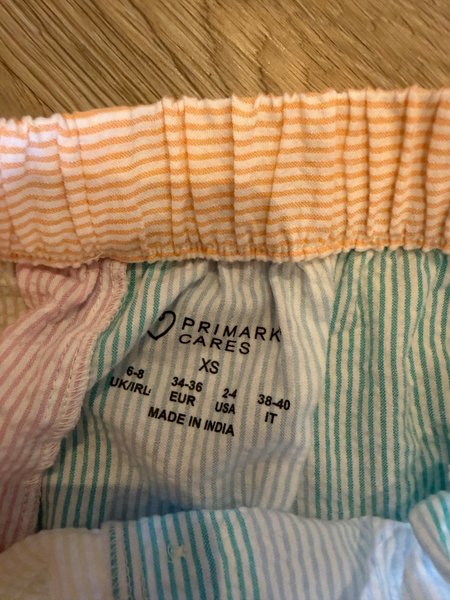 PRIMARK
CARES
XS
6-8 34-36 2-4 38-40
UK/IRL EUR USA IT
MADE IN INDIA